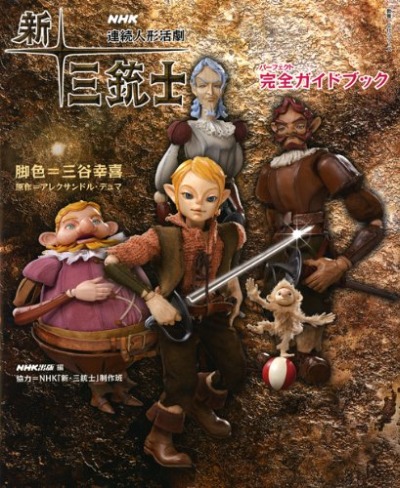 NHK
連続人形活劇
新・三銃士
パーフェクト
完全ガイドブック
脚色＝三谷幸喜
原作＝アレクサンドル・デュマ
NHK出版 編
協力＝NHK「新・三銃士」制作班